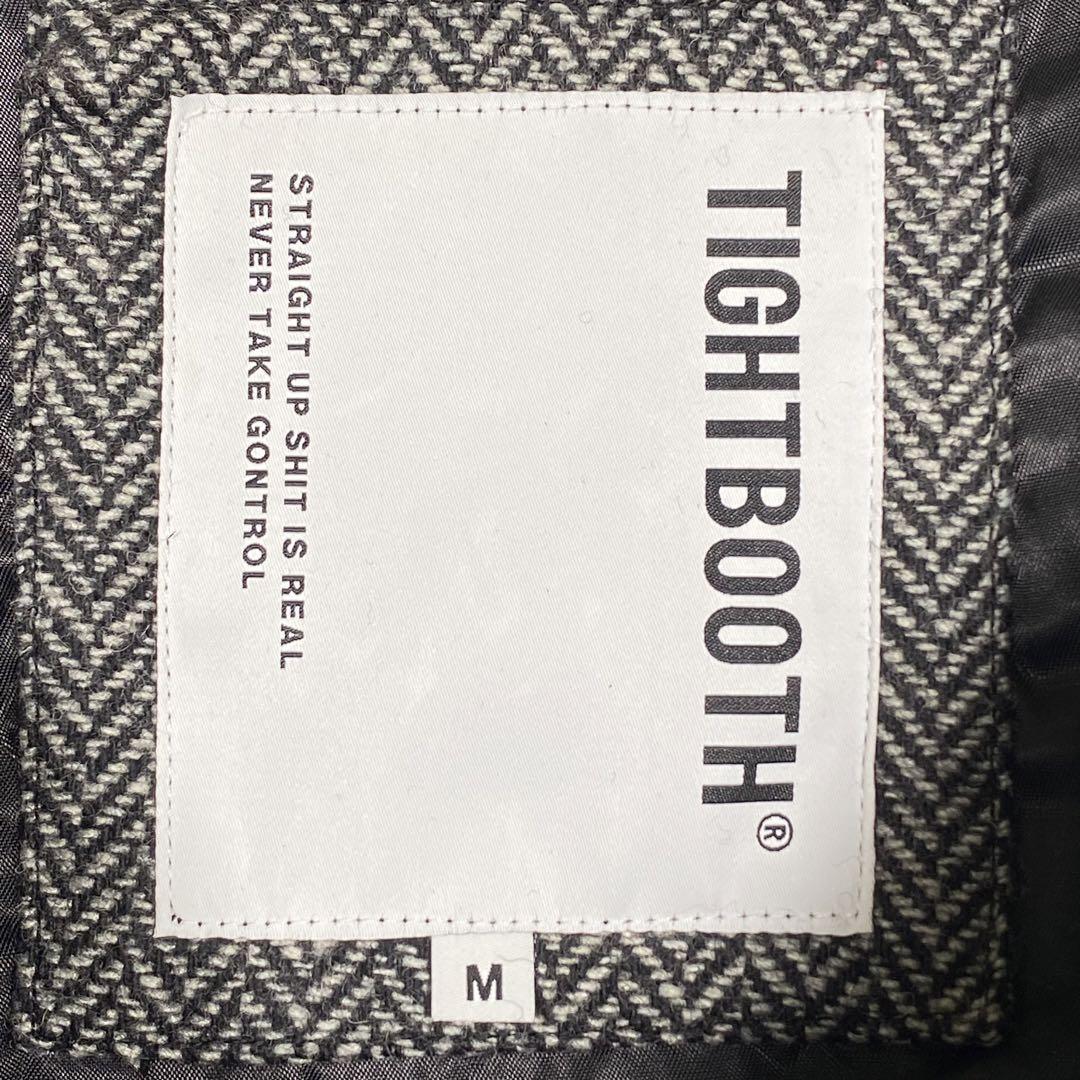 TIGHTBOOTH®
STRAIGHT UP SHIT IS REAL
NEVER TAKE GONTROL
M